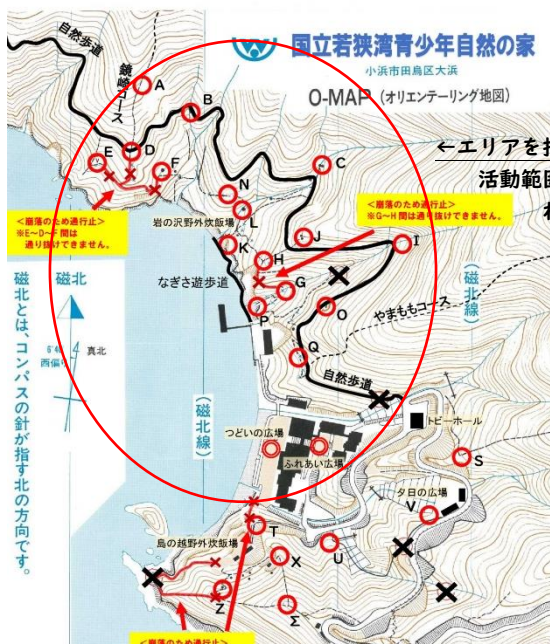 国立若狭湾青少年自然の家
小浜市田烏区大浜
O-MAP (オリエンテーリング地図)
自然歩道
鏡崎コース
A
B
C
D
E
F
←エリアを
活動範
<崩落のため通行止>
※E~D~F間は
通り抜けできません。
<崩落のため通行止>
※G~H間は通り抜けできません。
N
L
岩の沢野外炊飯場
K
J
I
H
G
なぎさ遊歩道
P
O
やまももコース
Q
磁北
6°4
西偏
真北
(磁北線)
(磁北線)
磁北とは、コンパスの針が指す北の方向です。
自然歩道
トビーホール
つどいの広場
ふれあい広場
S
夕日の広場
V
島の越野外炊飯場
T
U
X
Z
Σ
<崩落のため通行止>